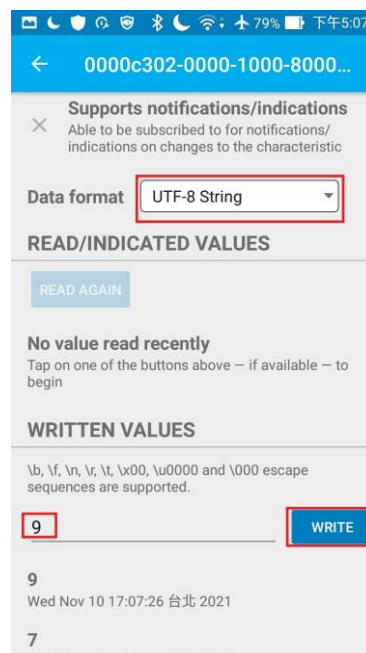 79% 下午5:07
0000c302-0000-1000-8000...
Supports notifications/indications
Able to be subscribed to for notifications/
indications on changes to the characteristic
Data format UTF-8 String
READ/INDICATED VALUES
READ AGAIN
No value read recently
Tap on one of the buttons above — if available — to
begin
WRITTEN VALUES
\b, \f, \n, \r, \t, \x00, \u0000 and \000 escape
sequences are supported.
9 WRITE
9
Wed Nov 10 17:07:26 台北 2021
7